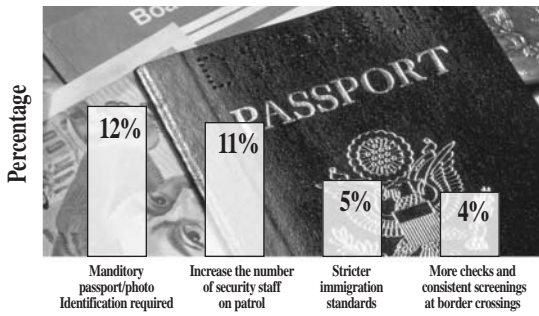 Boa
PASSPORT
Percentage
12%
11%
5%
4%
Manditory
passport/photo
Identification required
Increase the number
of security staff
on patrol
Stricter
immigration
standards
More checks and
consistent screenings
at border crossings